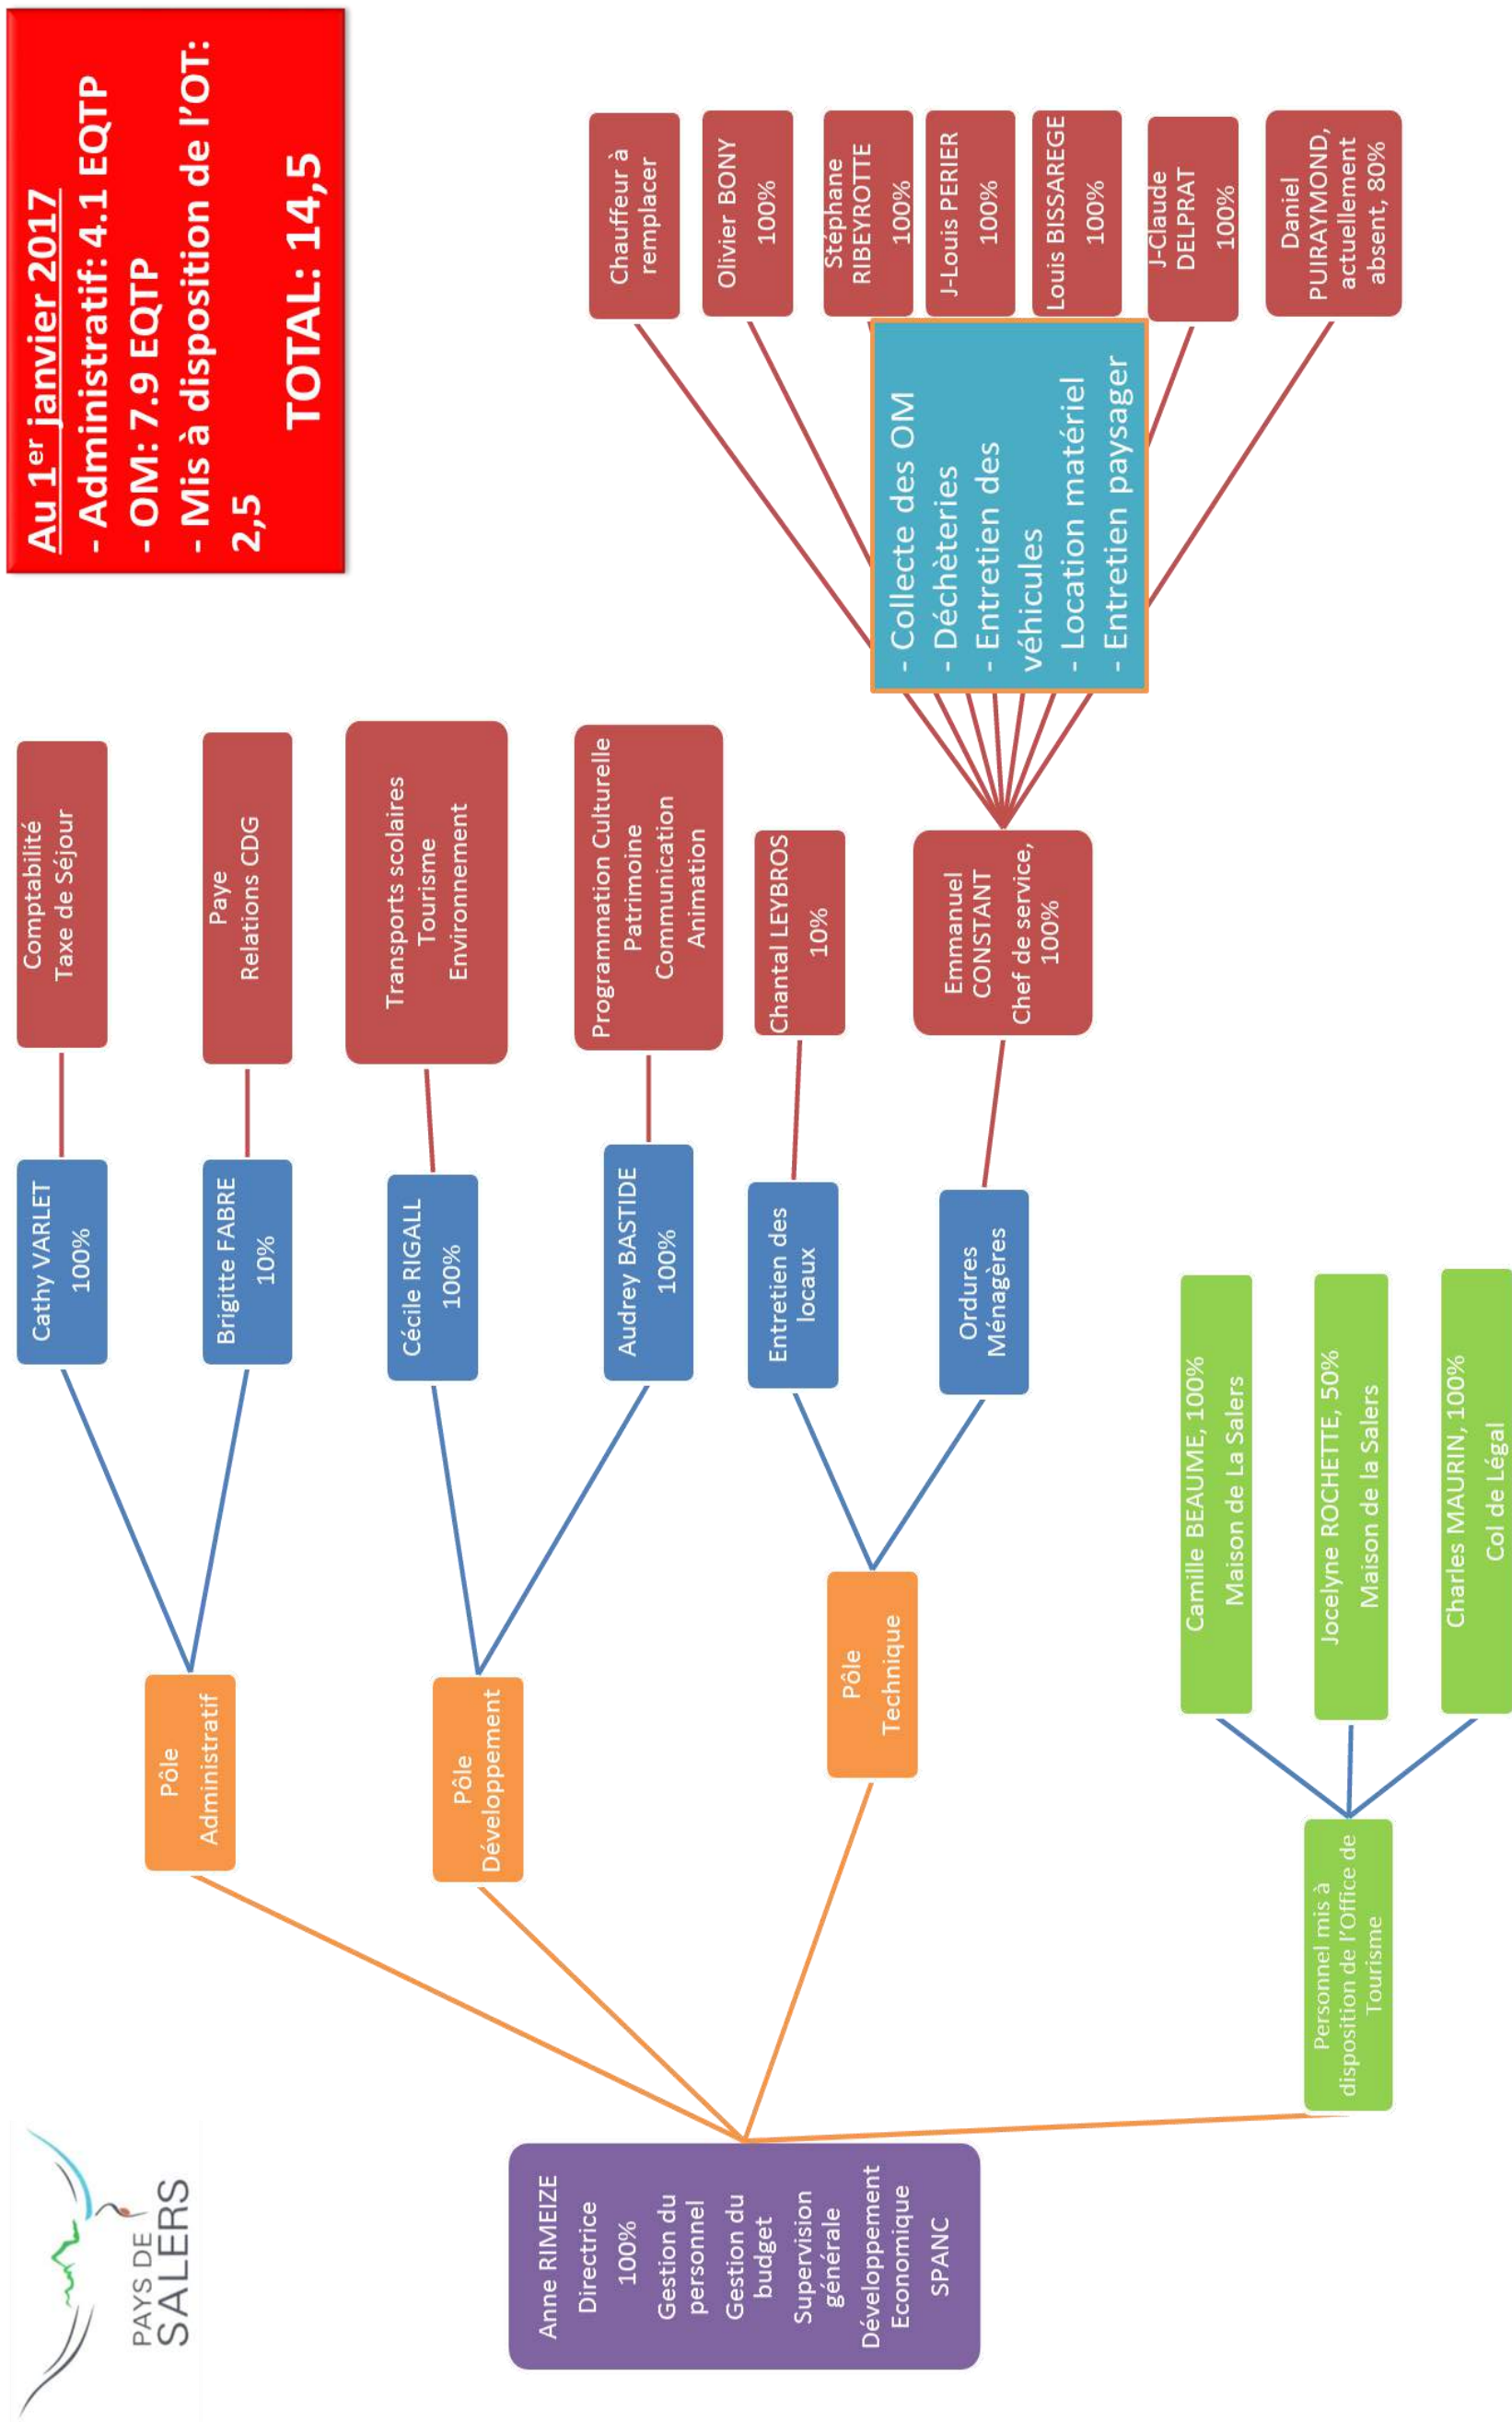 PAYS DE
SALERS
Au 1er janvier 2017
- Administratif: 4.1 EQTP
- OM: 7.9 EQTP
- Mis à disposition de l'OT:
2,5
TOTAL: 14,5
Anne RIMEIZE
Directrice
100%
Gestion du
personnel
Gestion du
budget
Supervision
générale
Développement
Economique
SPANC
Pôle
Administratif
Cathy VARLET
100%
Comptabilité
Taxe de Séjour
Brigitte FABRE
10%
Paye
Relations CDG
Pôle
Développement
Cécile RIGALL
100%
Transports scolaires
Tourisme
Environnement
Audrey BASTIDE
100%
Programmation Culturelle
Patrimoine
Communication
Animation
Pôle
Technique
Entretien des
locaux
Chantal LEYBROS
10%
Ordures
Ménagères
Emmanuel
CONSTANT
Chef de service,
100%
- Collecte des OM
- Déchèteries
- Entretien des
véhicules
- Location matériel
- Entretien paysager
Chauffeur à
remplacer
Olivier BONY
100%
Stéphane
RIBEYROTTE
100%
J-Louis PERIER
100%
Louis BISSAREGE
100%
J-Claude
DELPRAT
100%
Daniel
PUIRAYMOND,
actuellement
absent, 80%
Personnel mis à
disposition de l'Office de
Tourisme
Camille BEAUME, 100%
Maison de La Salers
Jocelyne ROCHETTE, 50%
Maison de la Salers
Charles MAURIN, 100%
Col de Légal